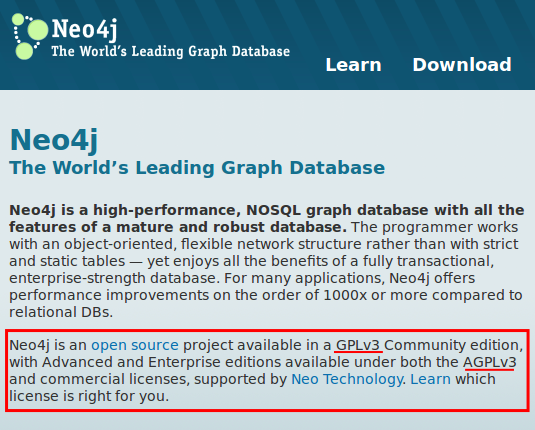 Neo4j
The World's Leading Graph Database
Learn Download
Neo4j
The World's Leading Graph Database
Neo4j is a high-performance, NOSQL graph database with all the
features of a mature and robust database. The programmer works
with an object-oriented, flexible network structure rather than with strict
and static tables — yet enjoys all the benefits of a fully transactional,
enterprise-strength database. For many applications, Neo4j offers
performance improvements on the order of 1000x or more compared to
relational DBs.
Neo4j is an open source project available in a GPLv3 Community edition,
with Advanced and Enterprise editions available under both the AGPLv3
and commercial licenses, supported by Neo Technology. Learn which
license is right for you.